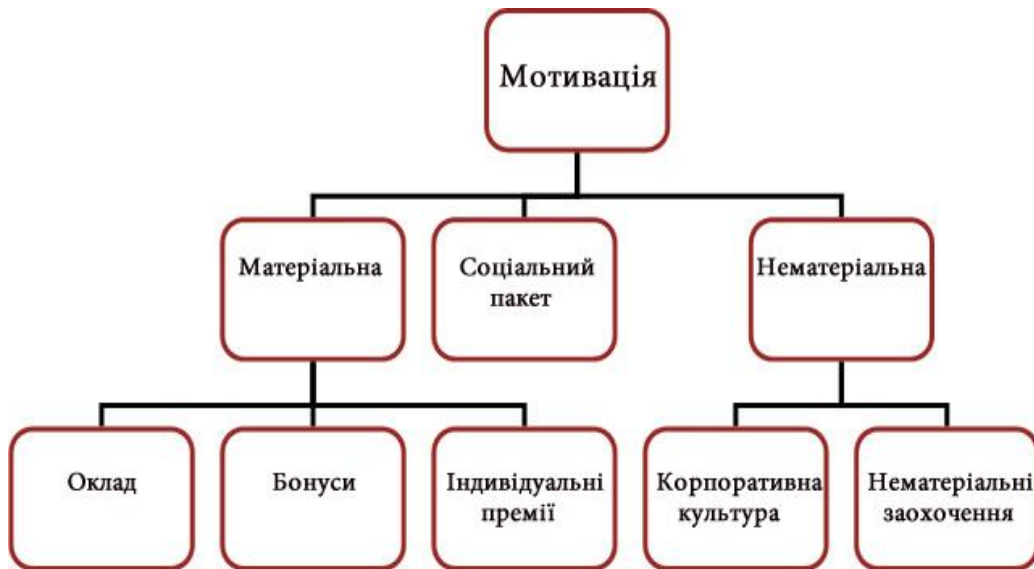 Мотивація
Матеріальна
Соціальний
пакет
Нематеріальна
Оклад
Бонуси
Індивідуальні
премії
Корпоративна
культура
Нематеріальні
заохочення